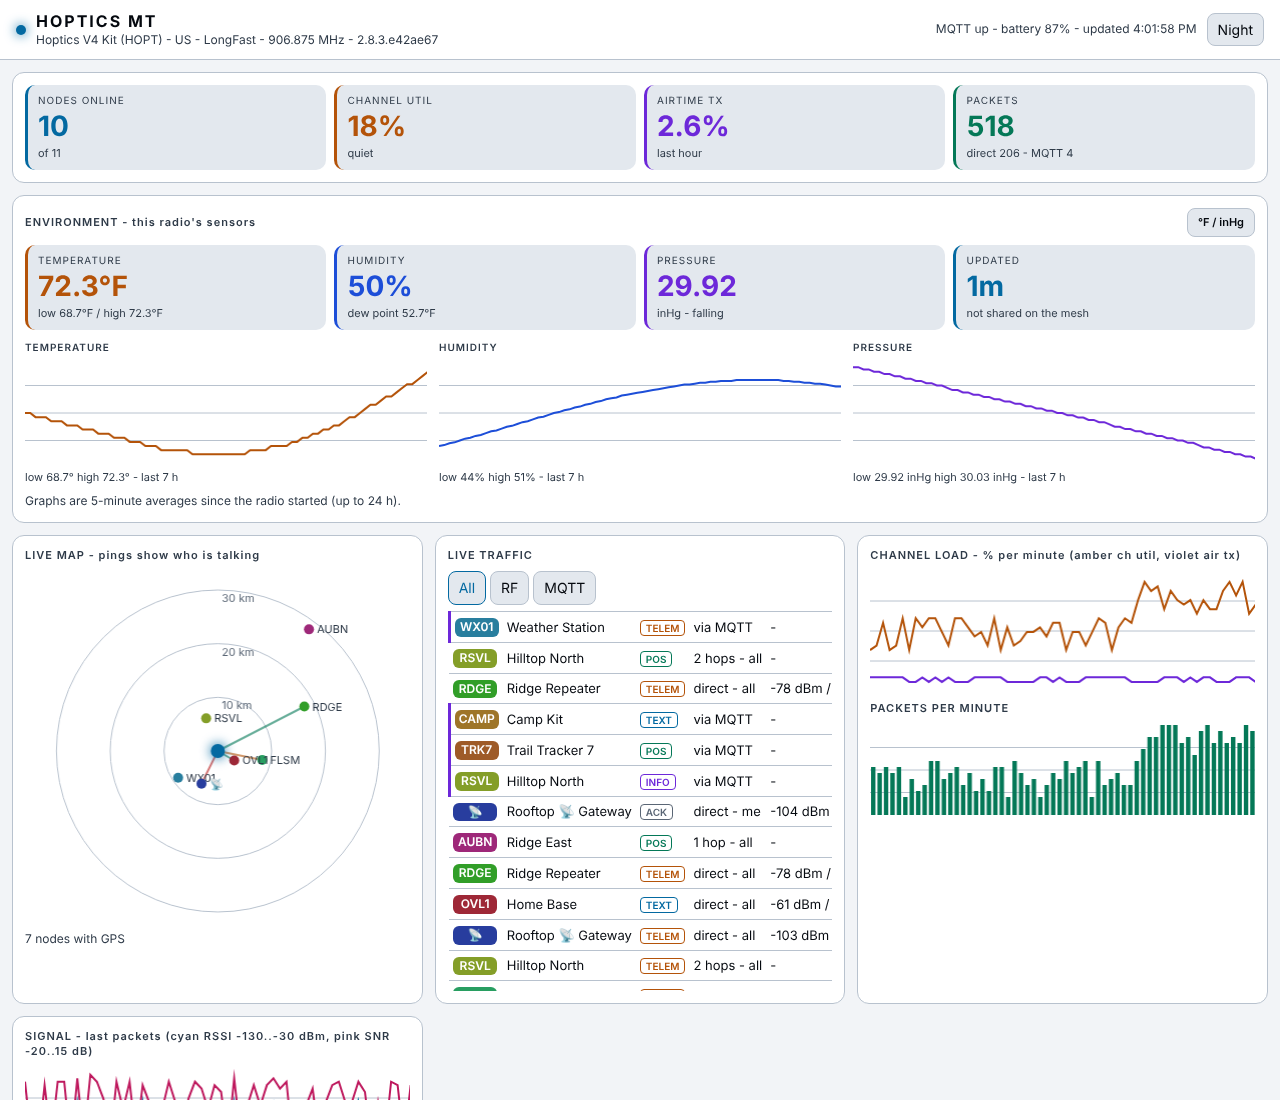 HOPTICS MT
Hoptics V4 Kit (HOPT) - US - LongFast - 906.875 MHz - 2.8.3.e42ae67
MQTT up - battery 87% - updated 4:01:58 PM
Night
NODES ONLINE
10
of 11
CHANNEL UTIL
18%
quiet
AIRTIME TX
2.6%
last hour
PACKETS
518
direct 206 - MQTT 4
ENVIRONMENT - this radio's sensors
°F / inHg
TEMPERATURE
72.3°F
low 68.7°F / high 72.3°F
HUMIDITY
50%
dew point 52.7°F
PRESSURE
29.92
inHg - falling
UPDATED
1m
not shared on the mesh
TEMPERATURE
low 68.7° high 72.3° - last 7 h
HUMIDITY
low 44% high 51% - last 7 h
PRESSURE
low 29.92 inHg high 30.03 inHg - last 7 h
Graphs are 5-minute averages since the radio started (up to 24 h).
LIVE MAP - pings show who is talking
30 km
AUBN
20 km
10 km
RDGE
RSVL
OVL1 FLSM
WX01
📡
7 nodes with GPS
LIVE TRAFFIC
All RF MQTT
WX01 Weather Station TELEM via MQTT -
RSVL Hilltop North POS 2 hops - all -
RDGE Ridge Repeater TELEM direct - all -78 dBm /
CAMP Camp Kit TEXT via MQTT -
TRK7 Trail Tracker 7 POS via MQTT -
RSVL Hilltop North INFO via MQTT -
📡 Rooftop 📡 Gateway ACK direct - me -104 dBm
AUBN Ridge East POS 1 hop - all -
RDGE Ridge Repeater TELEM direct - all -78 dBm /
OVL1 Home Base TEXT direct - all -61 dBm /
📡 Rooftop 📡 Gateway TELEM direct - all -103 dBm
RSVL Hilltop North TELEM 2 hops - all -
CHANNEL LOAD - % per minute (amber ch util, violet air tx)
PACKETS PER MINUTE
SIGNAL - last packets (cyan RSSI -130..-30 dBm, pink SNR
-20..15 dB)